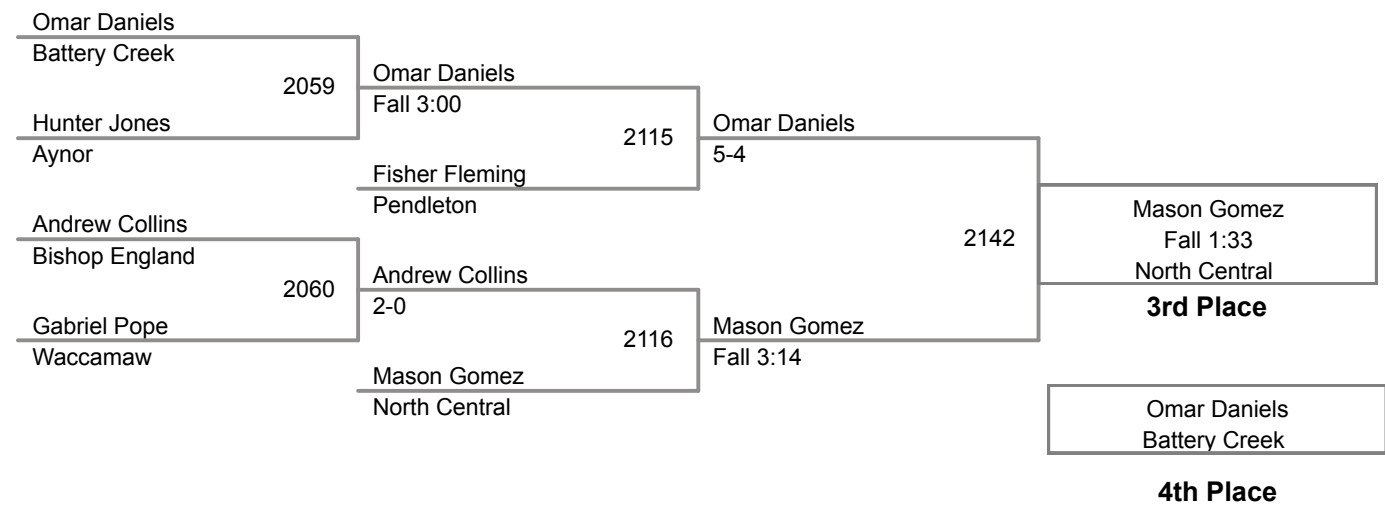 Omar Daniels
Battery Creek
2059
Hunter Jones
Aynor
Omar Daniels
Fall 3:00
2115
Fisher Fleming
Pendleton
Andrew Collins
Bishop England
2060
Gabriel Pope
Waccamaw
Andrew Collins
2-0
2116
Mason Gomez
North Central
Omar Daniels
5-4
2142
Mason Gomez
Fall 3:14
Mason Gomez
Fall 1:33
North Central
3rd Place
Omar Daniels
Battery Creek
4th Place